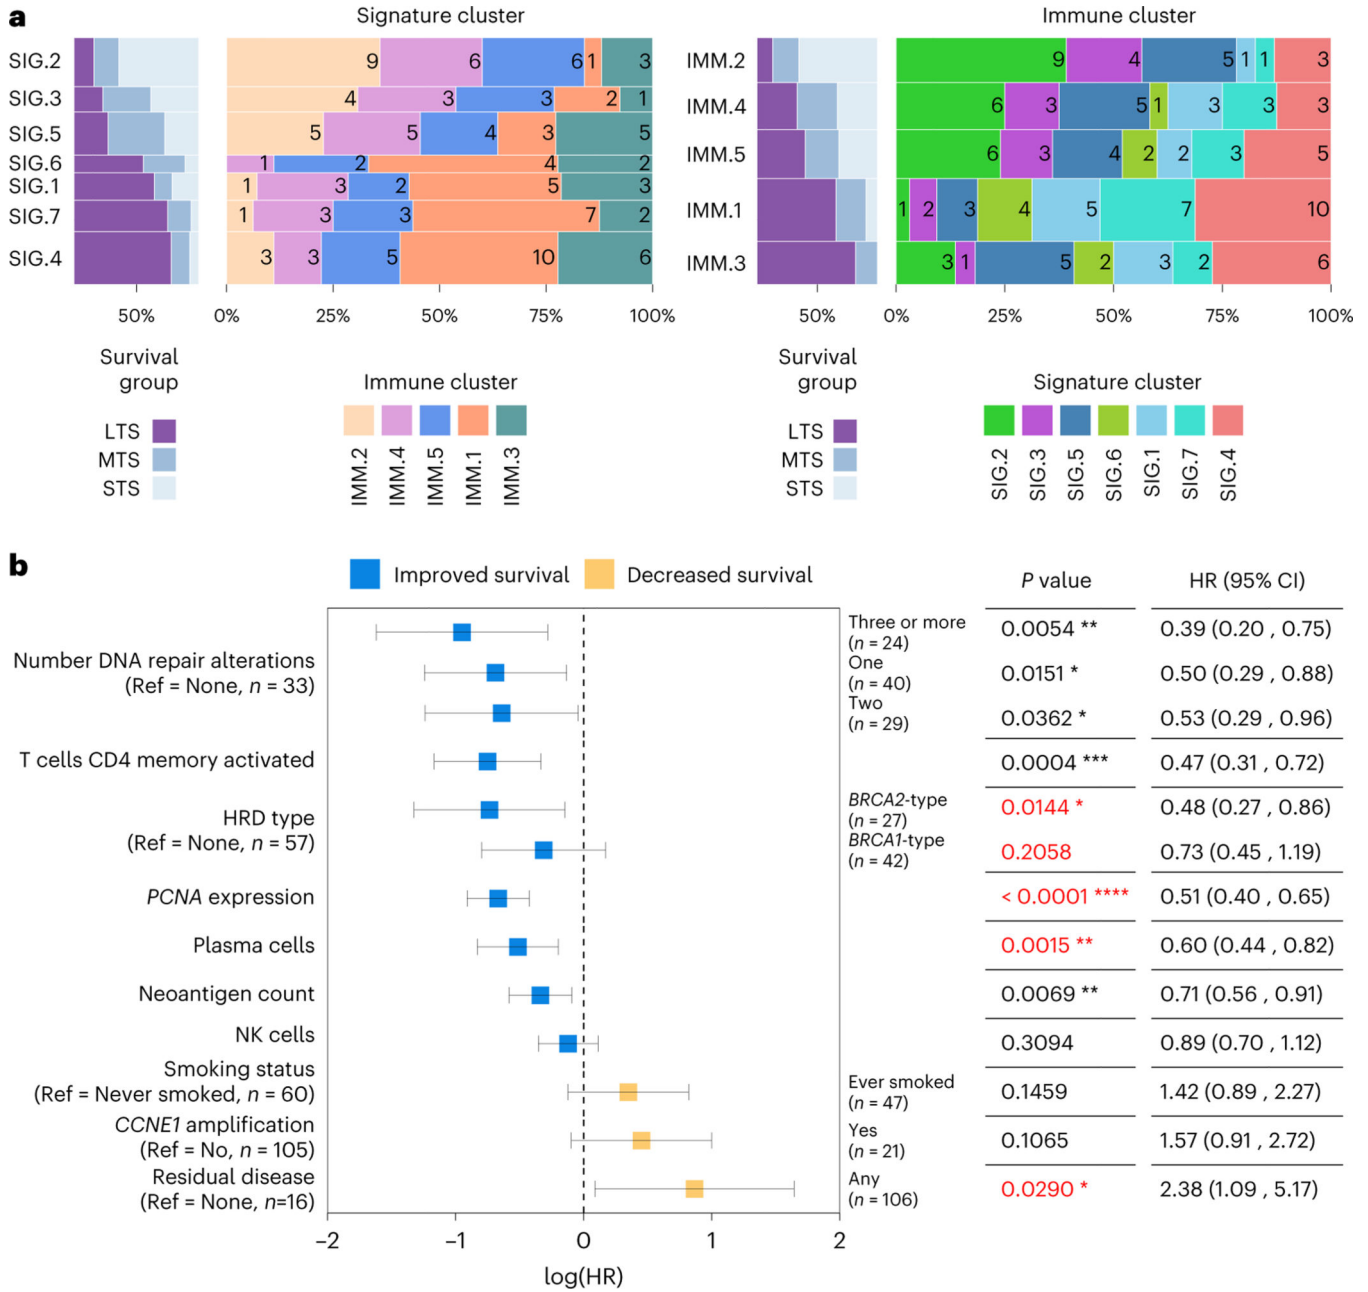 a
Signature cluster
SIG.2 9 6 6 1 3
SIG.3 4 3 3 2 1
SIG.5 5 5 4 3 5
SIG.6 1 2 4 2
SIG.1 1 3 2 5 3
SIG.7 1 3 3 7 2
SIG.4 3 3 5 10 6
50% 0% 25% 50% 75% 100%
Survival
group
LTS
MTS
STS
Immune cluster
IMM.2
IMM.4
IMM.5
IMM.1
IMM.3
Immune cluster
IMM.2 9 4 5 1 1 3
IMM.4 6 3 5 1 3 3 3
IMM.5 6 3 4 2 2 3 5
IMM.1 1 2 3 4 5 7 10
IMM.3 3 1 5 2 3 2 6
50% 0% 25% 50% 75% 100%
Survival
group
LTS
MTS
STS
Signature cluster
SIG.2
SIG.3
SIG.5
SIG.6
SIG.1
SIG.7
SIG.4
b
Improved survival Decreased survival
P value HR (95% CI)
Number DNA repair alterations
(Ref = None, n = 33)
Three or more
(n = 24)
0.0054 ** 0.39 (0.20 , 0.75)
One
(n = 40)
0.0151 * 0.50 (0.29 , 0.88)
Two
(n = 29)
0.0362 * 0.53 (0.29 , 0.96)
T cells CD4 memory activated 0.0004 *** 0.47 (0.31 , 0.72)
HRD type
(Ref = None, n = 57)
BRCA2-type
(n = 27)
0.0144 * 0.48 (0.27 , 0.86)
BRCA1-type
(n = 42)
0.2058 0.73 (0.45 , 1.19)
PCNA expression < 0.0001 **** 0.51 (0.40 , 0.65)
Plasma cells 0.0015 ** 0.60 (0.44 , 0.82)
Neoantigen count 0.0069 ** 0.71 (0.56 , 0.91)
NK cells 0.3094 0.89 (0.70 , 1.12)
Smoking status
(Ref = Never smoked, n = 60)
Ever smoked
(n = 47)
0.1459 1.42 (0.89 , 2.27)
CCNE1 amplification
(Ref = No, n = 105)
Yes
(n = 21)
0.1065 1.57 (0.91 , 2.72)
Residual disease
(Ref = None, n=16)
Any
(n = 106)
0.0290 * 2.38 (1.09 , 5.17)
−2 −1 0 1 2
log(HR)